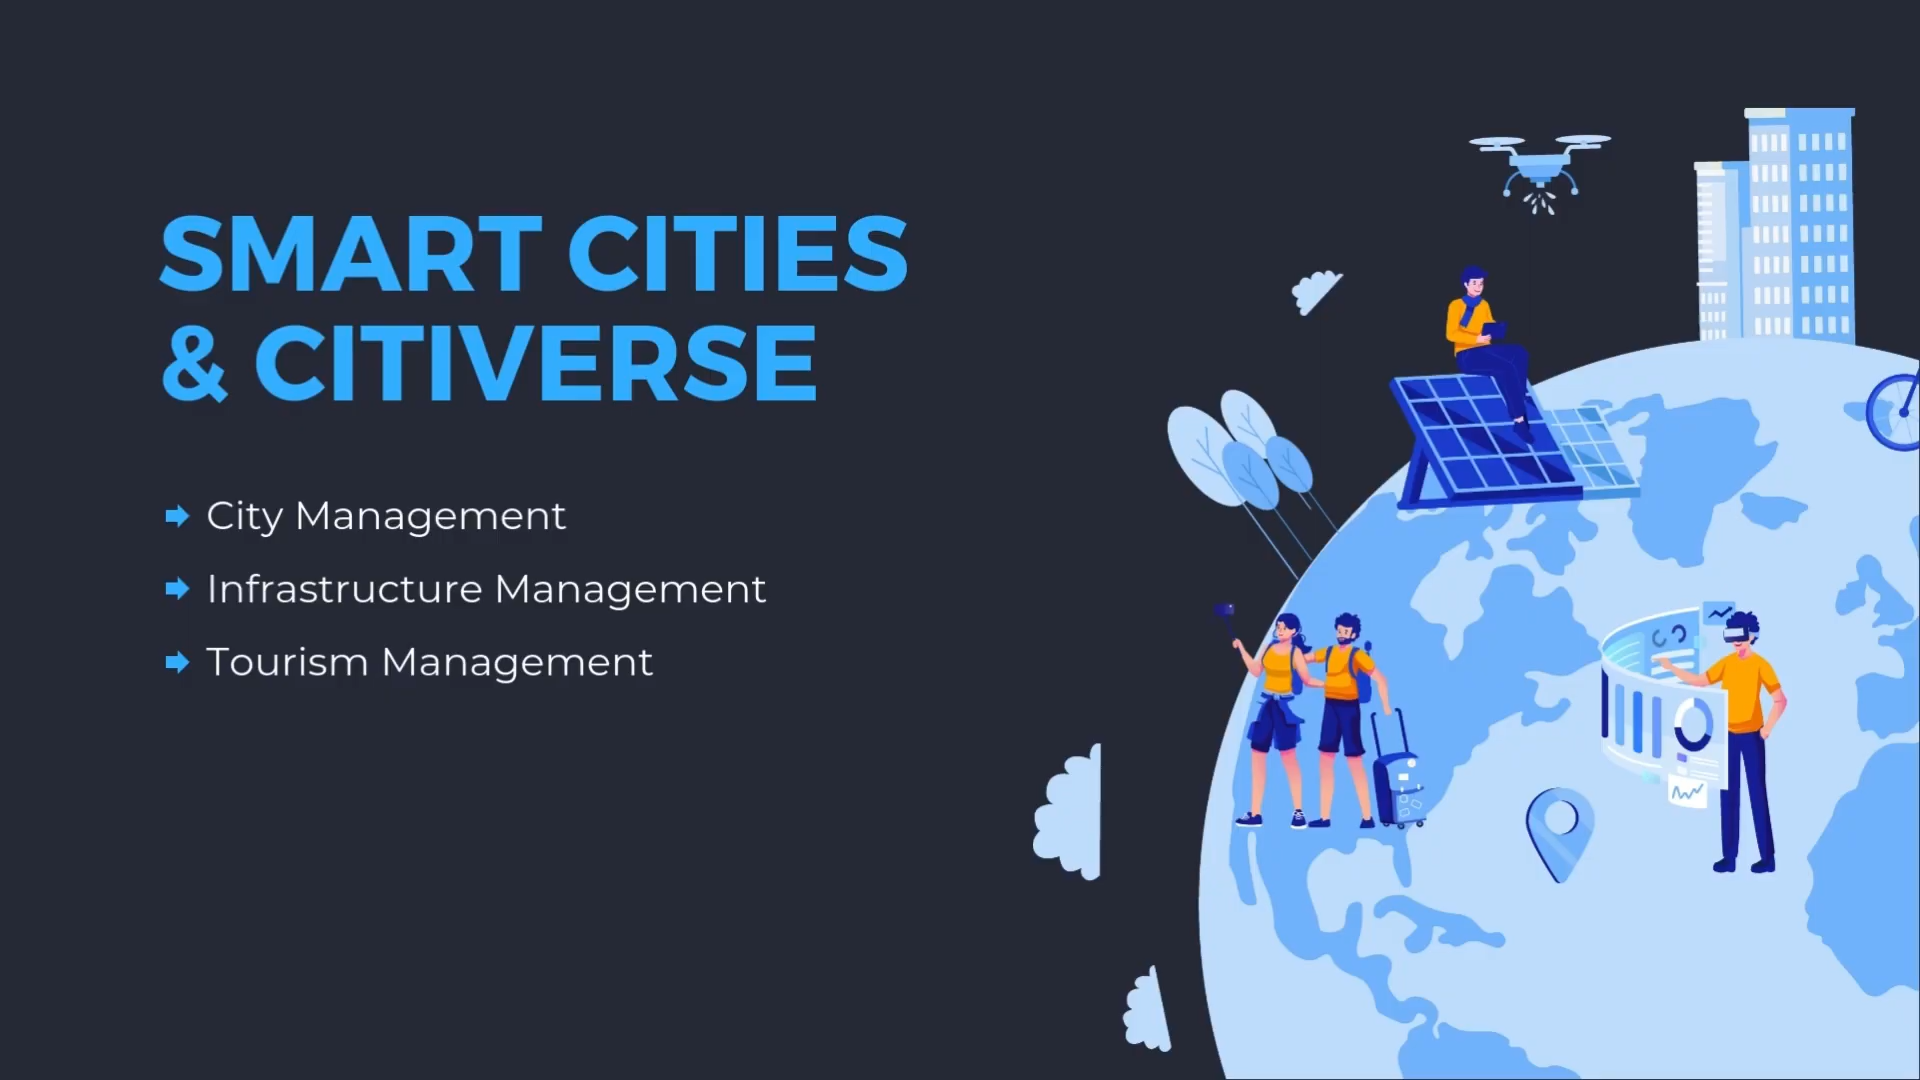 SMART CITIES
& CITIVERSE
City Management
Infrastructure Management
Tourism Management